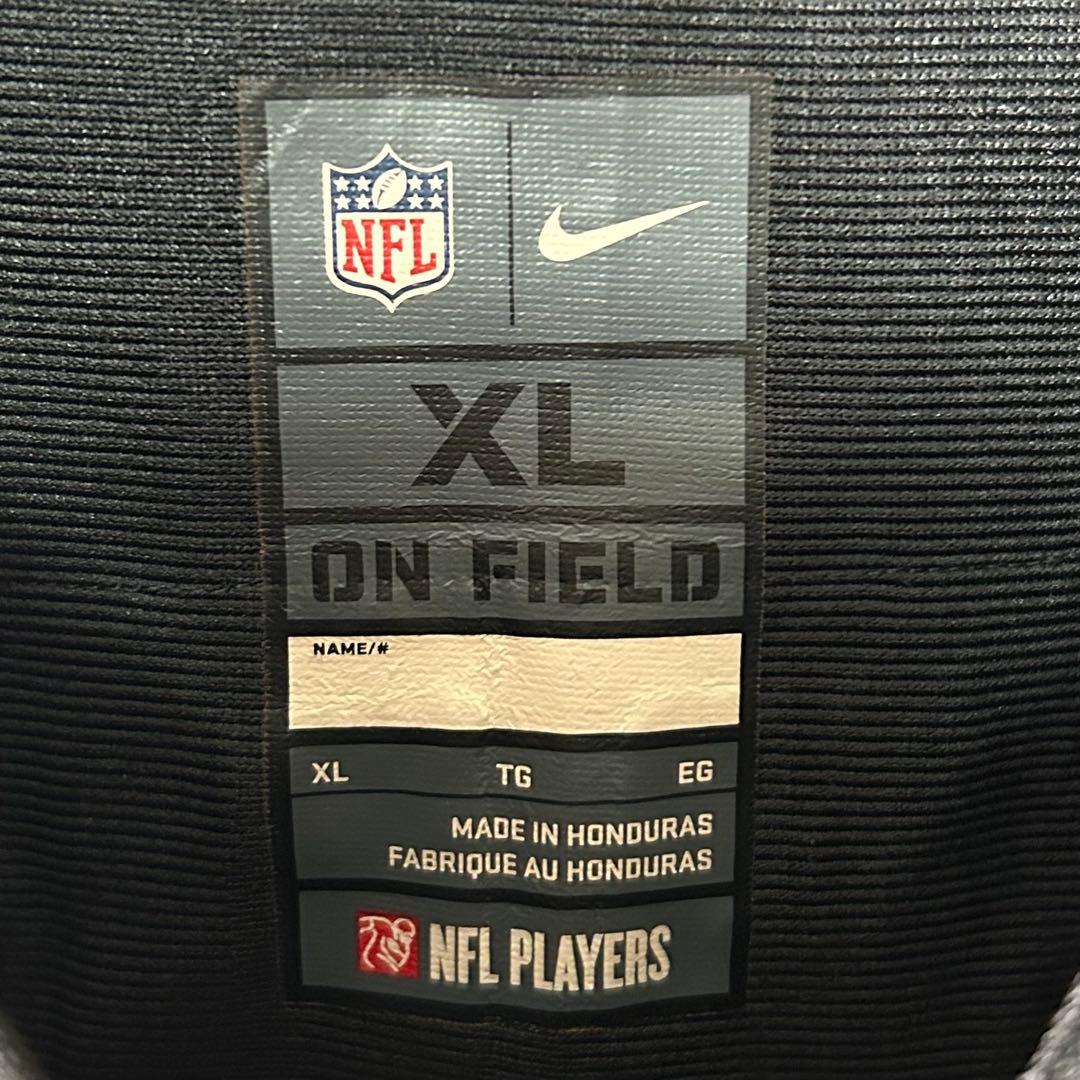 NFL
XL
ON FIELD
NAME/#
XL TG EG
MADE IN HONDURAS
FABRIQUE AU HONDURAS
NFL PLAYERS